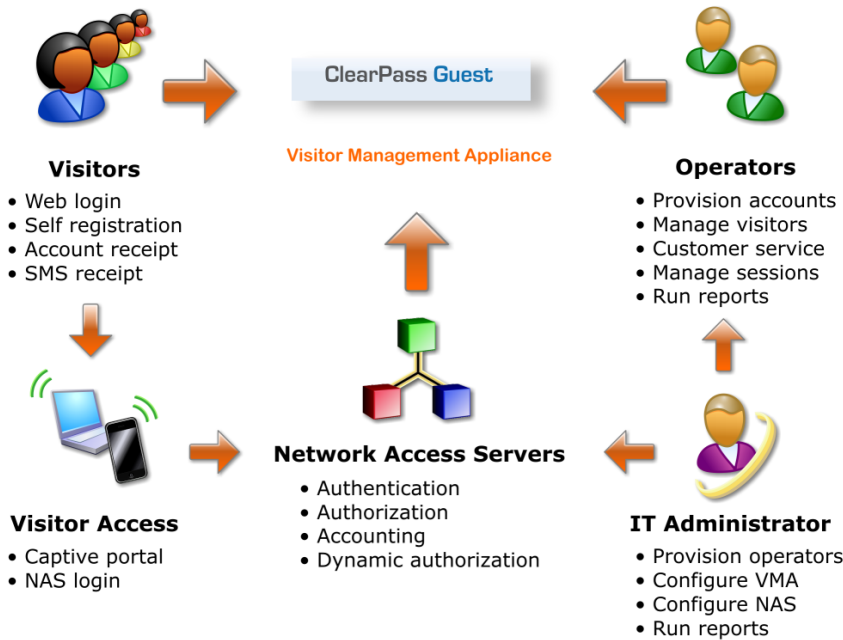 ClearPass Guest
Visitor Management Appliance
Visitors
• Web login
• Self registration
• Account receipt
• SMS receipt
Operators
• Provision accounts
• Manage visitors
• Customer service
• Manage sessions
• Run reports
Visitor Access
• Captive portal
• NAS login
Network Access Servers
• Authentication
• Authorization
• Accounting
• Dynamic authorization
IT Administrator
• Provision operators
• Configure VMA
• Configure NAS
• Run reports